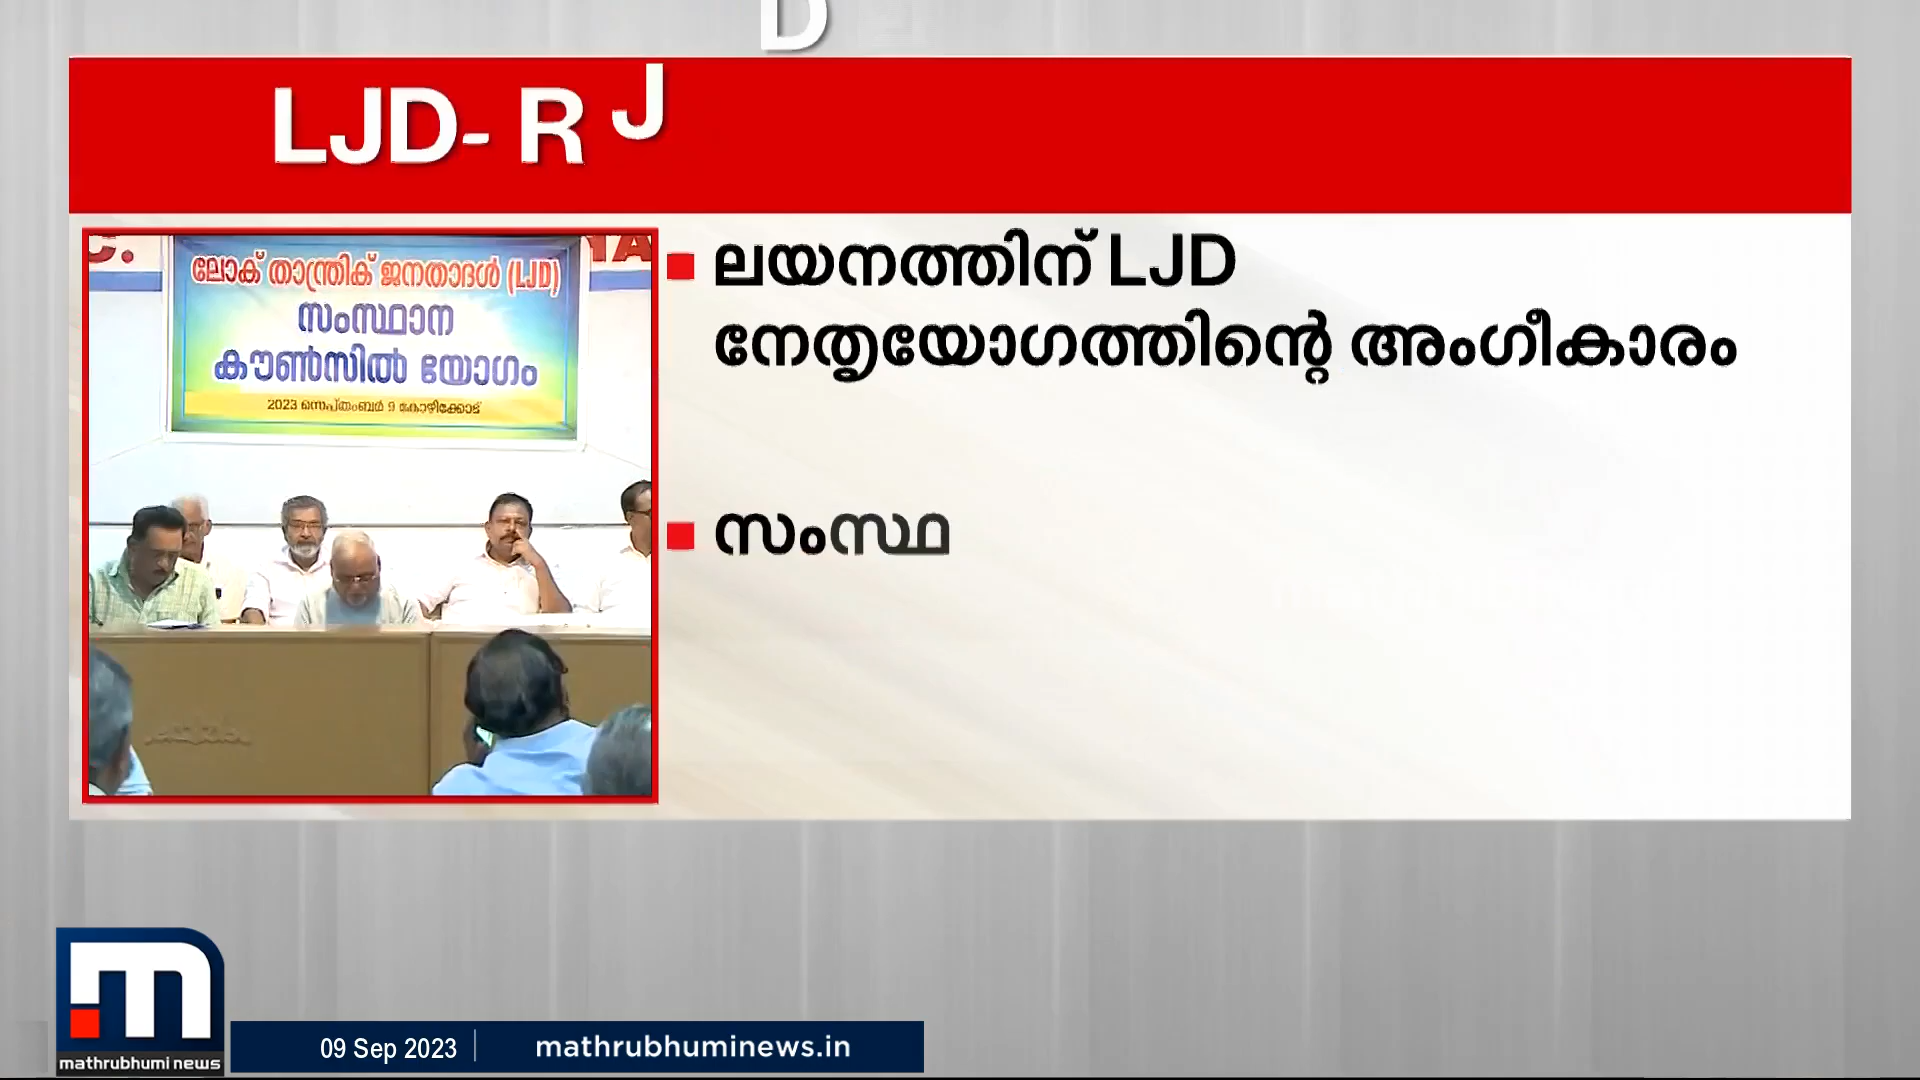 D
LJD- R J
ലോക് താന്ത്രിക് ജനതാദൾ (LJD)
സംസ്ഥാന
കൗൺസിൽ യോഗം
2023 സെപ്തംബർ 9 കോഴിക്കോട്
ലയനത്തിന് LJD
നേതൃയോഗത്തിന്റെ അംഗീകാരം
സംസ്ഥ
mathrubhumi news
09 Sep 2023
mathrubhuminews.in